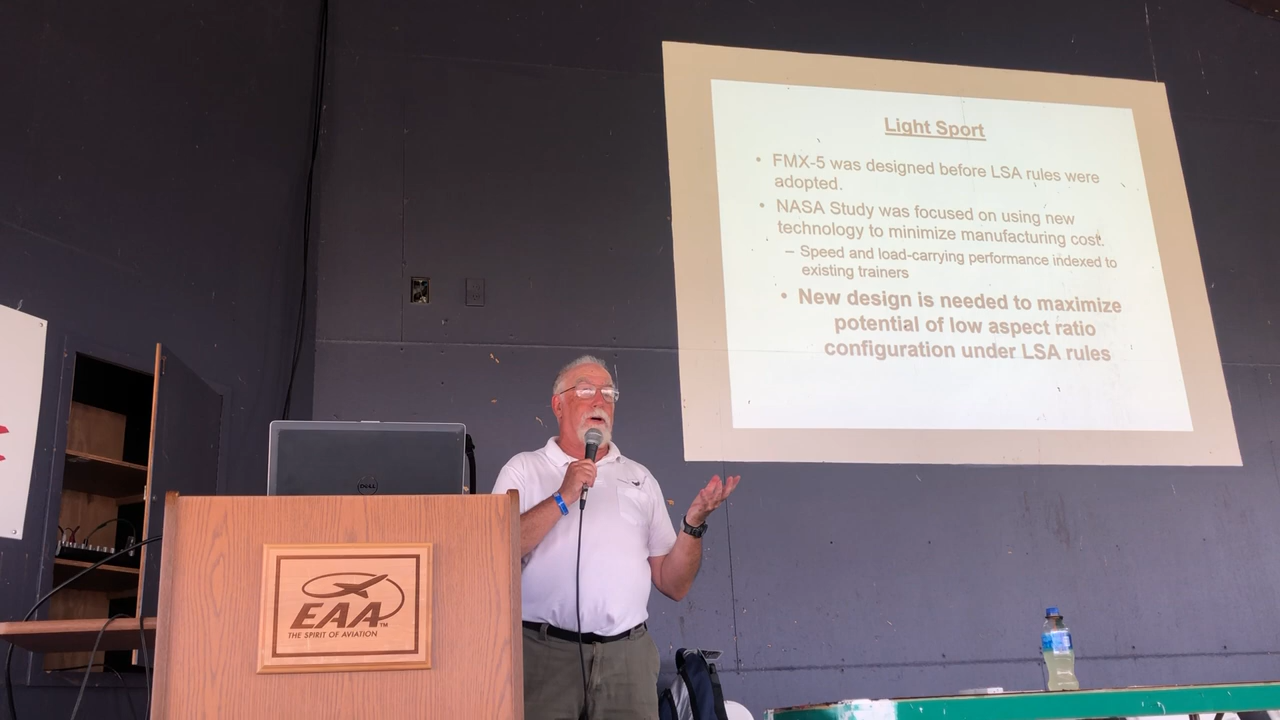 Light Sport
• FMX-5 was designed before LSA rules were
adopted.
• NASA Study was focused on using new
technology to minimize manufacturing cost.
– Speed and load-carrying performance indexed to
existing trainers
• New design is needed to maximize
potential of low aspect ratio
configuration under LSA rules
DELL
EAA™
THE SPIRIT OF AVIATION